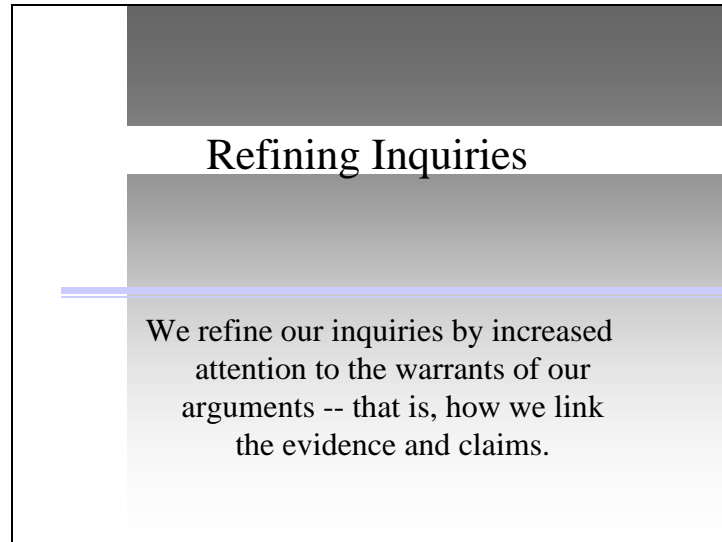 Refining Inquiries
We refine our inquiries by increased
attention to the warrants of our
arguments -- that is, how we link
the evidence and claims.